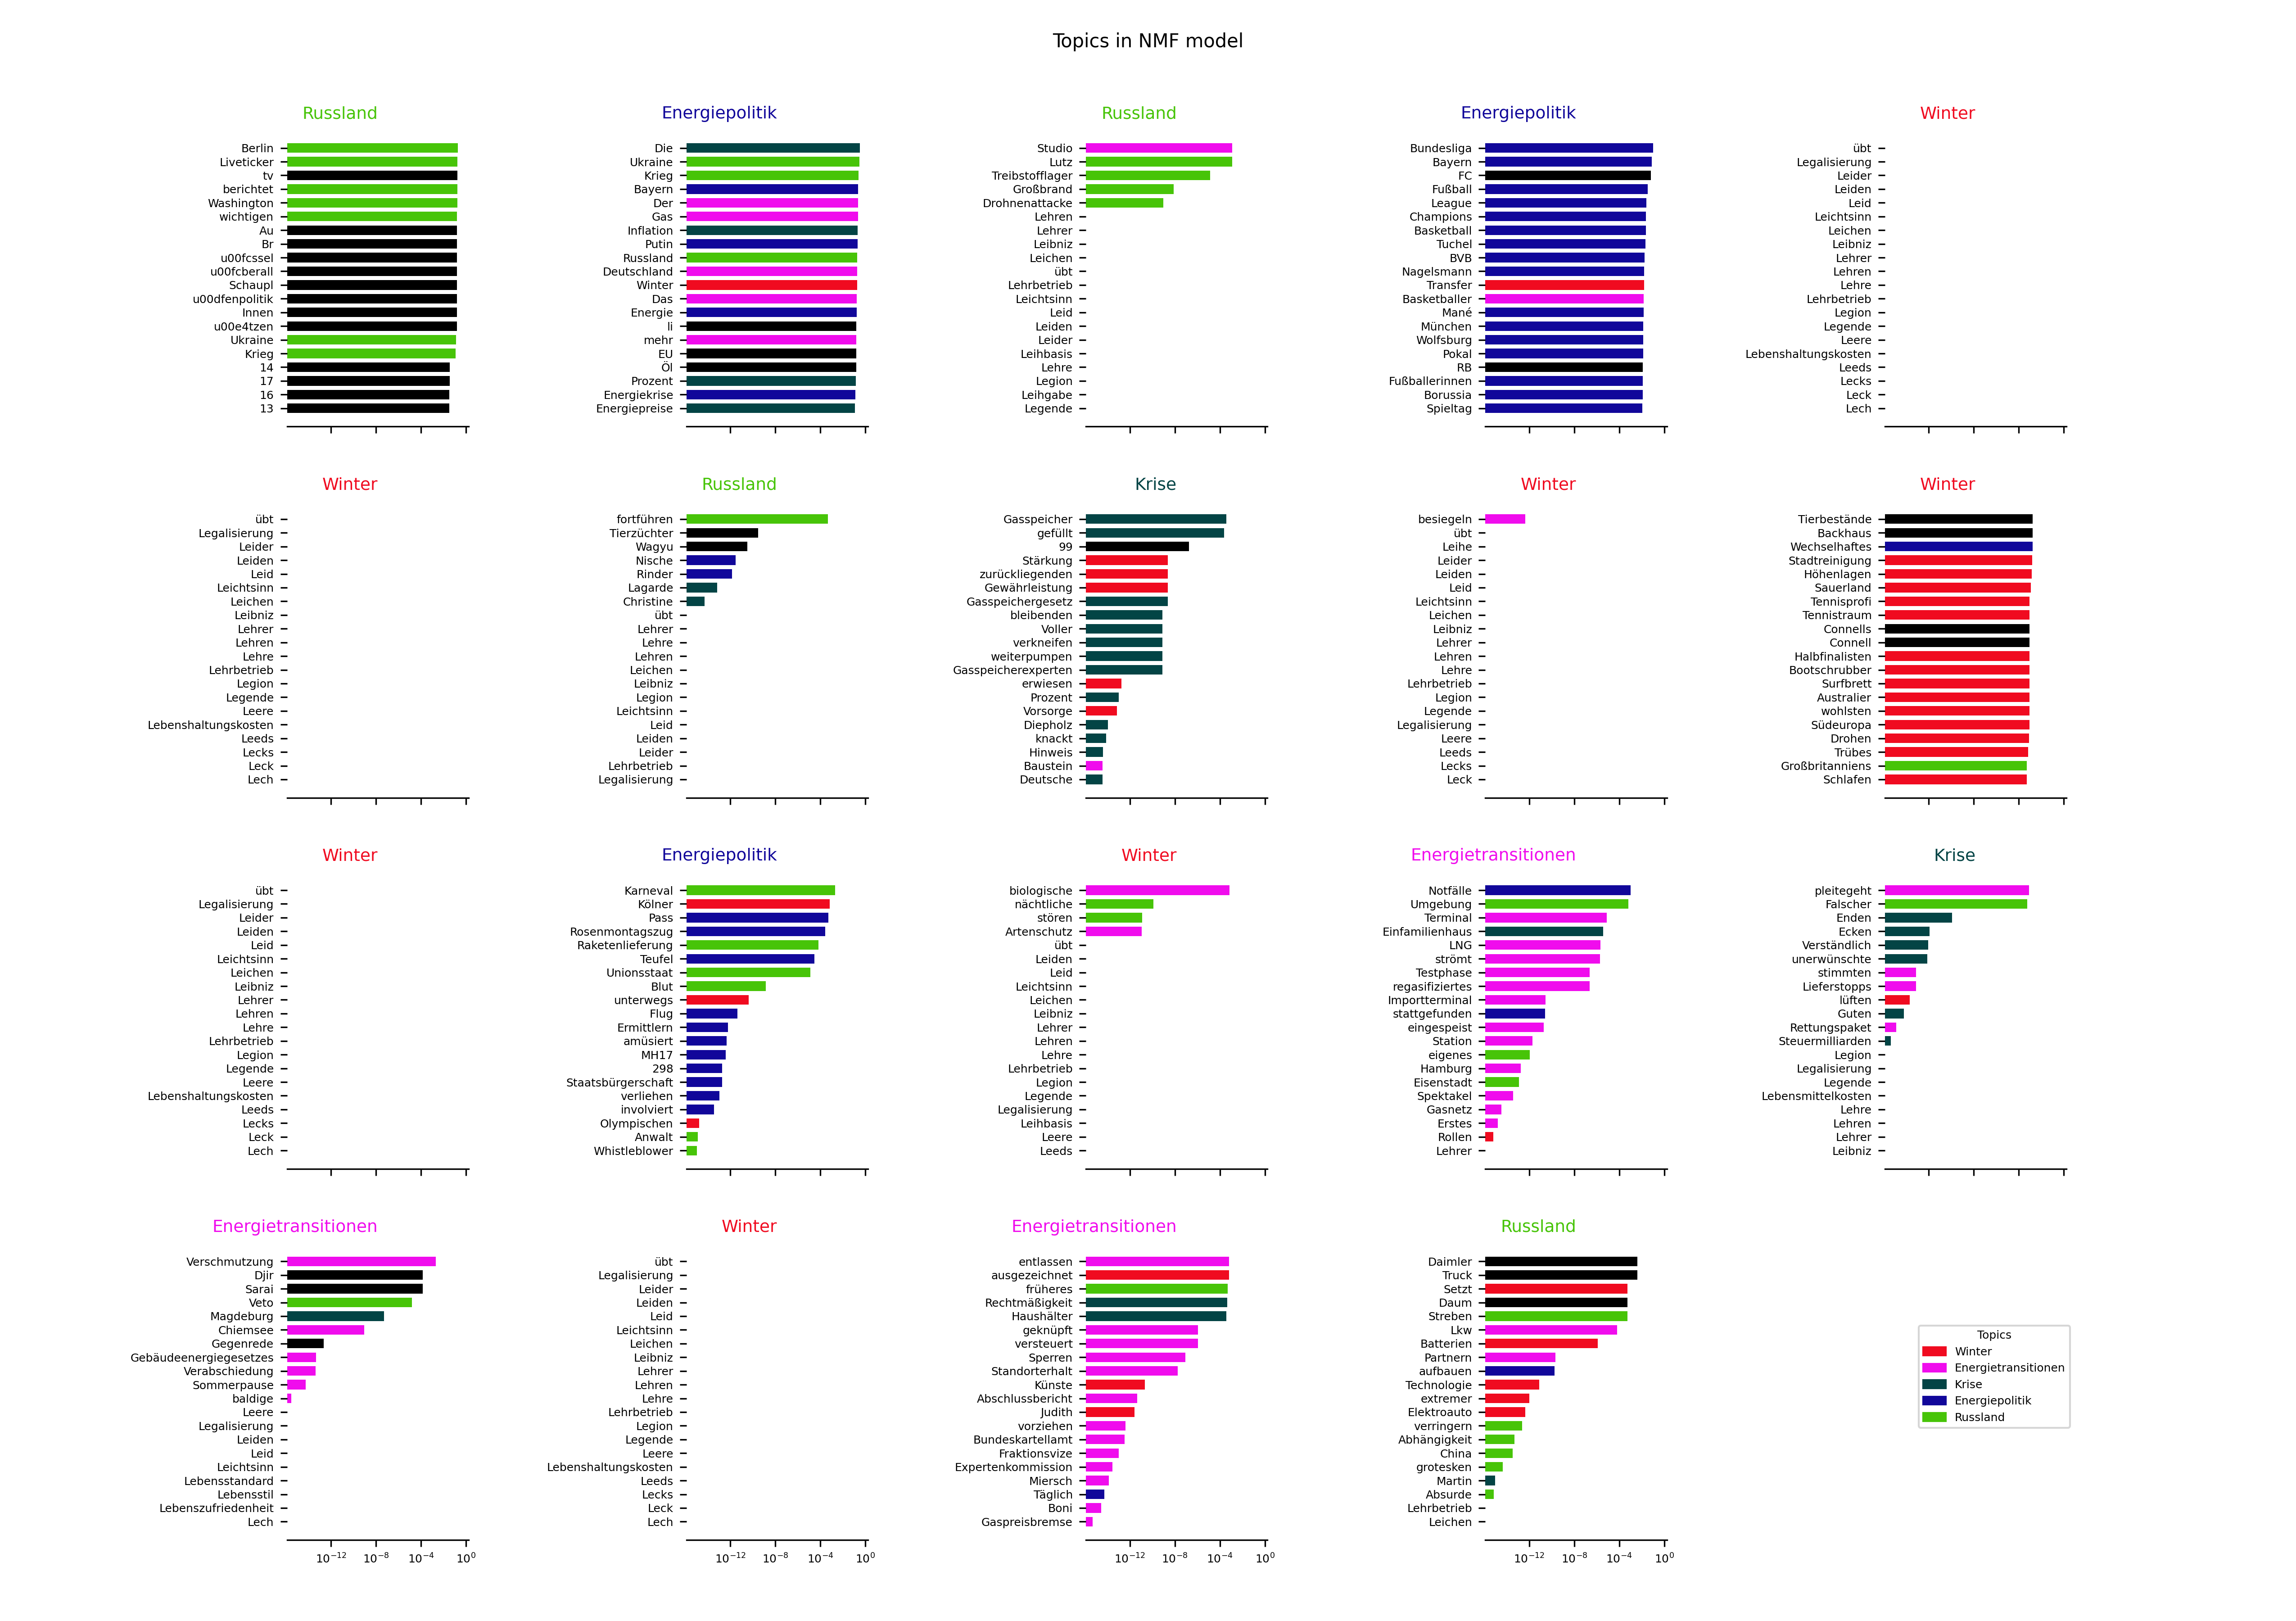 Topics in NMF model
Russland
Berlin
Liveticker
tv
berichtet
Washington
wichtigen
Au
Br
u00fcssel
u00fcberall
Schaupl
u00dfenpolitik
Innen
u00e4tzen
Ukraine
Krieg
14
17
16
13
Energiepolitik
Die
Ukraine
Krieg
Bayern
Der
Gas
Inflation
Putin
Russland
Deutschland
Winter
Das
Energie
li
mehr
EU
Öl
Prozent
Energiekrise
Energiepreise
Russland
Studio
Lutz
Treibstofflager
Großbrand
Drohnenattacke
Lehren
Lehrer
Leibniz
Leichen
übt
Lehrbetrieb
Leichtsinn
Leid
Leiden
Leider
Leihbasis
Lehre
Legion
Leihgabe
Legende
Energiepolitik
Bundesliga
Bayern
FC
Fußball
League
Champions
Basketball
Tuchel
BVB
Nagelsmann
Transfer
Basketballer
Mané
München
Wolfsburg
Pokal
RB
Fußballerinnen
Borussia
Spieltag
Winter
übt
Legalisierung
Leider
Leiden
Leid
Leichtsinn
Leichen
Leibniz
Lehrer
Lehren
Lehre
Lehrbetrieb
Legion
Legende
Leere
Lebenshaltungskosten
Leeds
Lecks
Leck
Lech
Winter
übt
Legalisierung
Leider
Leiden
Leid
Leichtsinn
Leichen
Leibniz
Lehrer
Lehren
Lehre
Lehrbetrieb
Legion
Legende
Leere
Lebenshaltungskosten
Leeds
Lecks
Leck
Lech
Russland
fortführen
Tierzüchter
Wagyu
Nische
Rinder
Lagarde
Christine
übt
Lehrer
Lehre
Lehren
Leichen
Leibniz
Legion
Leichtsinn
Leid
Leiden
Leider
Lehrbetrieb
Legalisierung
Krise
Gasspeicher
gefüllt
99
Stärkung
zurückliegenden
Gewährleistung
Gasspeichergesetz
bleibenden
Voller
verkneifen
weiterpumpen
Gasspeicherexperten
erwiesen
Prozent
Vorsorge
Diepholz
knackt
Hinweis
Baustein
Deutsche
Winter
besiegeln
übt
Leihe
Leider
Leiden
Leid
Leichtsinn
Leichen
Leibniz
Lehrer
Lehren
Lehre
Lehrbetrieb
Legion
Legende
Legalisierung
Leere
Leeds
Lecks
Leck
Winter
Tierbestände
Backhaus
Wechselhaftes
Stadtreinigung
Höhenlagen
Sauerland
Tennisprofi
Tennistraum
Connells
Connell
Halbfinalisten
Bootschrubber
Surfbrett
Australier
wohlsten
Südeuropa
Drohen
Trübes
Großbritanniens
Schlafen
Winter
übt
Legalisierung
Leider
Leiden
Leid
Leichtsinn
Leichen
Leibniz
Lehrer
Lehren
Lehre
Lehrbetrieb
Legion
Legende
Leere
Lebenshaltungskosten
Leeds
Lecks
Leck
Lech
Energiepolitik
Karneval
Kölner
Pass
Rosenmontagszug
Raketenlieferung
Teufel
Unionsstaat
Blut
unterwegs
Flug
Ermittlern
amüsiert
MH17
298
Staatsbürgerschaft
verliehen
involviert
Olympischen
Anwalt
Whistleblower
Winter
biologische
nächtliche
stören
Artenschutz
übt
Leiden
Leid
Leichtsinn
Leichen
Leibniz
Lehrer
Lehren
Lehre
Lehrbetrieb
Legion
Legende
Legalisierung
Leihbasis
Leere
Leeds
Energietransitionen
Notfälle
Umgebung
Terminal
Einfamilienhaus
LNG
strömt
Testphase
regasifiziertes
Importterminal
stattgefunden
eingespeist
Station
eigenes
Hamburg
Eisenstadt
Spektakel
Gasnetz
Erstes
Rollen
Lehrer
Krise
pleitegeht
Falscher
Enden
Ecken
Verständlich
unerwünschte
stimmten
Lieferstopps
lüften
Guten
Rettungspaket
Steuermilliarden
Legion
Legalisierung
Legende
Lebensmittelkosten
Lehre
Lehren
Lehrer
Leibniz
Energietransitionen
Verschmutzung
Djir
Sarai
Veto
Magdeburg
Chiemsee
Gegenrede
Gebäudeenergiegesetzes
Verabschiedung
Sommerpause
baldige
Leere
Legalisierung
Leiden
Leid
Leichtsinn
Lebensstandard
Lebensstil
Lebenszufriedenheit
Lech
10⁻¹² 10⁻⁸ 10⁻⁴ 10⁰
Winter
übt
Legalisierung
Leider
Leiden
Leid
Leichtsinn
Leichen
Leibniz
Lehrer
Lehren
Lehre
Lehrbetrieb
Legion
Legende
Leere
Lebenshaltungskosten
Leeds
Lecks
Leck
Lech
10⁻¹² 10⁻⁸ 10⁻⁴ 10⁰
Energietransitionen
entlassen
ausgezeichnet
früheres
Rechtmäßigkeit
Haushälter
geknüpft
versteuert
Sperren
Standorterhalt
Künste
Abschlussbericht
Judith
vorziehen
Bundeskartellamt
Fraktionsvize
Expertenkommission
Miersch
Täglich
Boni
Gaspreisbremse
10⁻¹² 10⁻⁸ 10⁻⁴ 10⁰
Russland
Daimler
Truck
Setzt
Daum
Streben
Lkw
Batterien
Partnern
aufbauen
Technologie
extremer
Elektroauto
verringern
Abhängigkeit
China
grotesken
Martin
Absurde
Lehrbetrieb
Leichen
10⁻¹² 10⁻⁸ 10⁻⁴ 10⁰
Topics
Winter
Energietransitionen
Krise
Energiepolitik
Russland